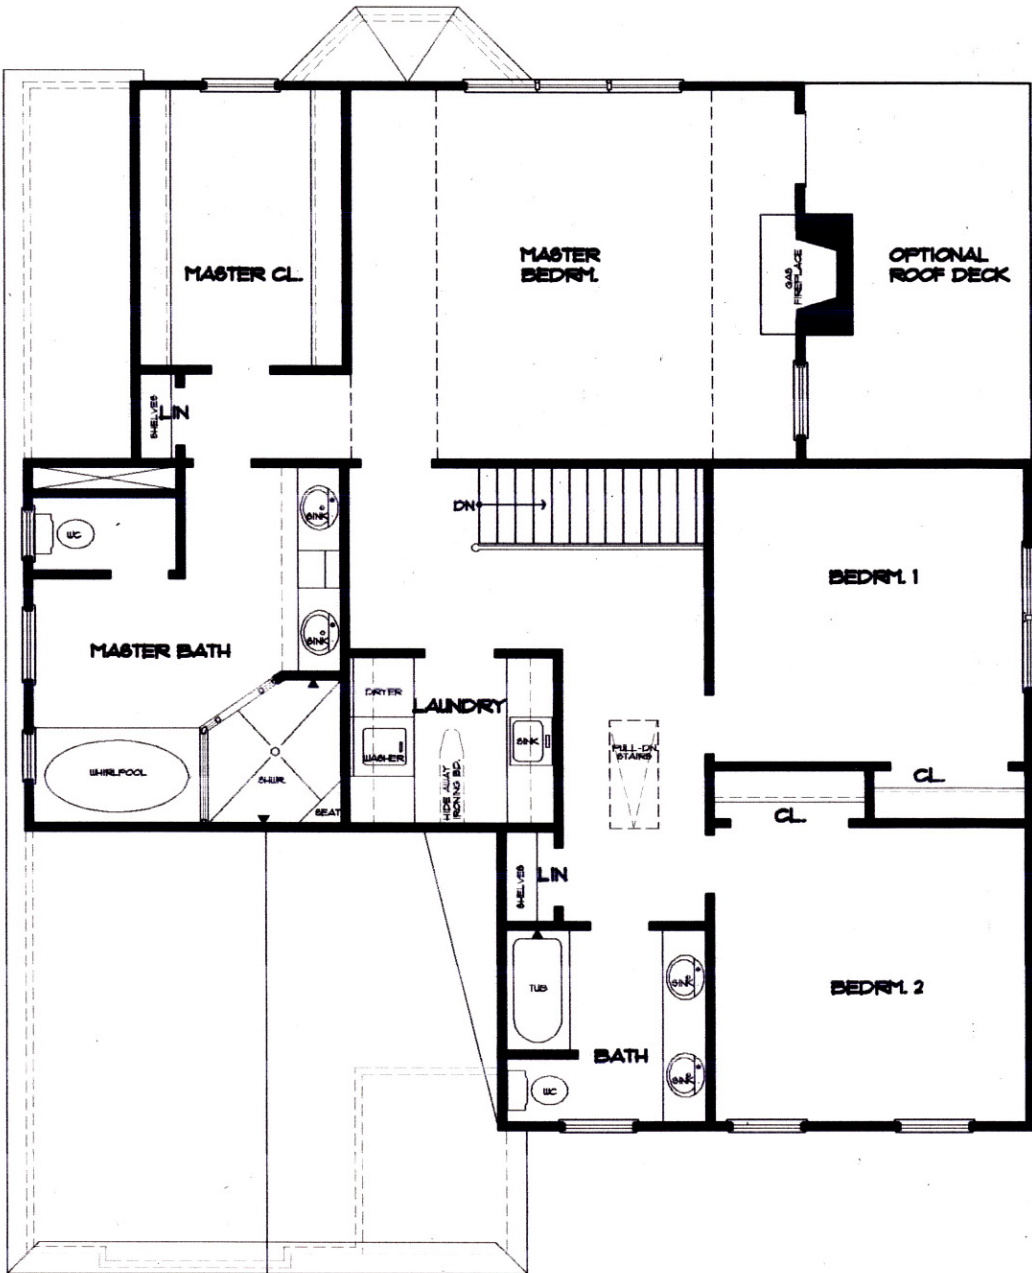 MASTER CL.
MASTER
BEDRM.
GAS
FIREPLACE
OPTIONAL
ROOF DECK
SHELVES
LIN
SINK
DN
WC
BEDRM. 1
SINK
MASTER BATH
DRYER
LAUNDRY
WASHER
SINK
PULL-DN
STAIRS
WHIRLPOOL
SHWR.
SEAT
HIDE AWAY
IRONING BD.
CL.
CL.
SHELVES
LIN
TUB
SINK
BEDRM. 2
BATH
SINK
WC